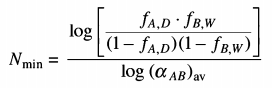 N_min = log [ f_{A,D} · f_{B,W} / (1 − f_{A,D})(1 − f_{B,W}) ] / log (α_{AB})_av